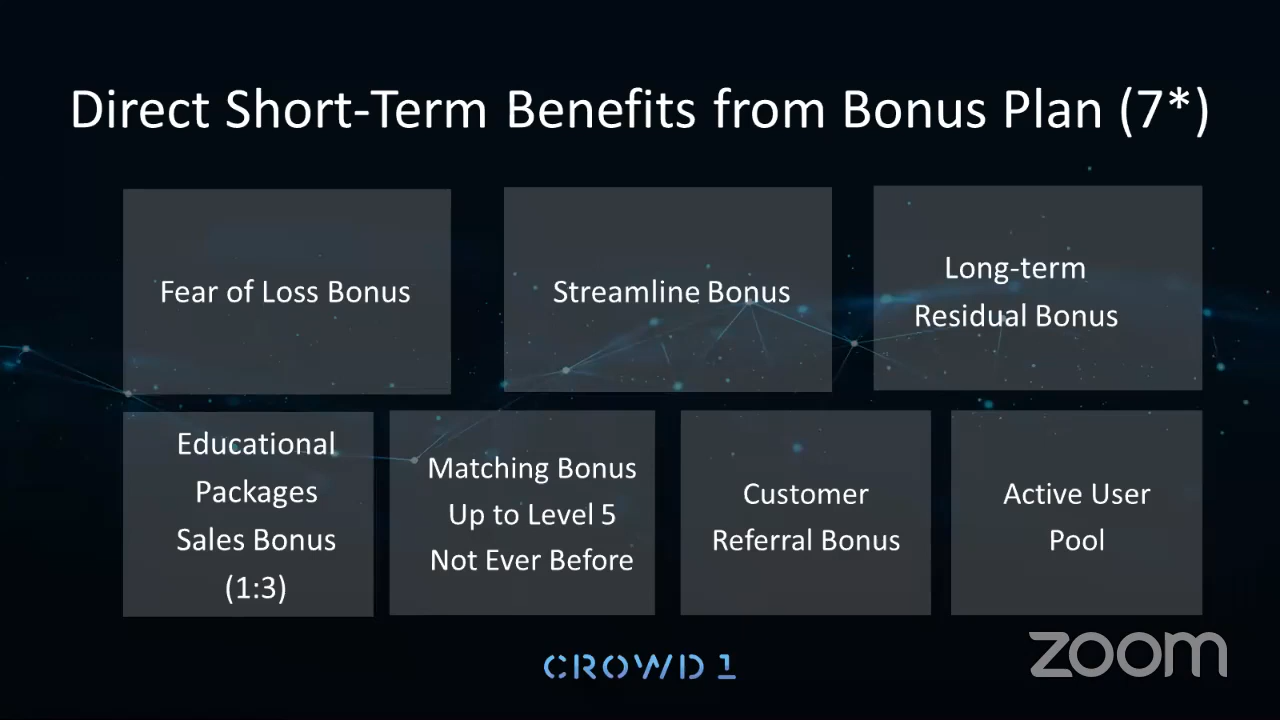 Direct Short-Term Benefits from Bonus Plan (7*)
Fear of Loss Bonus
Streamline Bonus
Long-term
Residual Bonus
Educational
Packages
Sales Bonus
(1:3)
Matching Bonus
Up to Level 5
Not Ever Before
Customer
Referral Bonus
Active User
Pool
CROWD 1
zoom